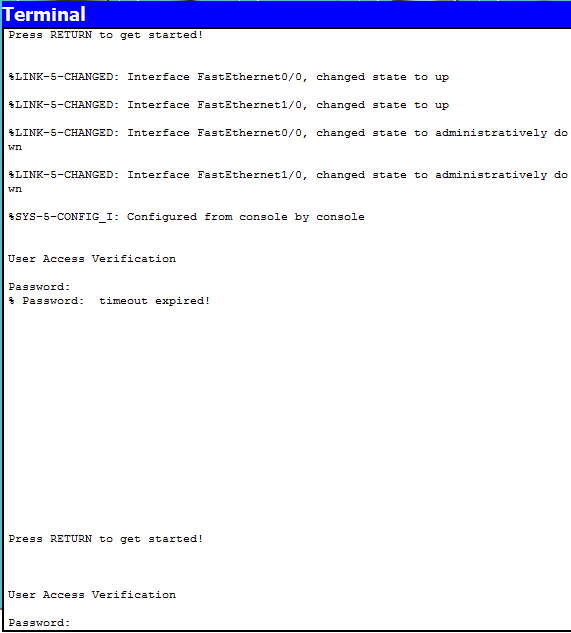 Terminal
Press RETURN to get started!
%LINK-5-CHANGED: Interface FastEthernet0/0, changed state to up
%LINK-5-CHANGED: Interface FastEthernet1/0, changed state to up
%LINK-5-CHANGED: Interface FastEthernet0/0, changed state to administratively do
wn
%LINK-5-CHANGED: Interface FastEthernet1/0, changed state to administratively do
wn
%SYS-5-CONFIG_I: Configured from console by console
User Access Verification
Password:
% Password:  timeout expired!
Press RETURN to get started!
User Access Verification
Password: